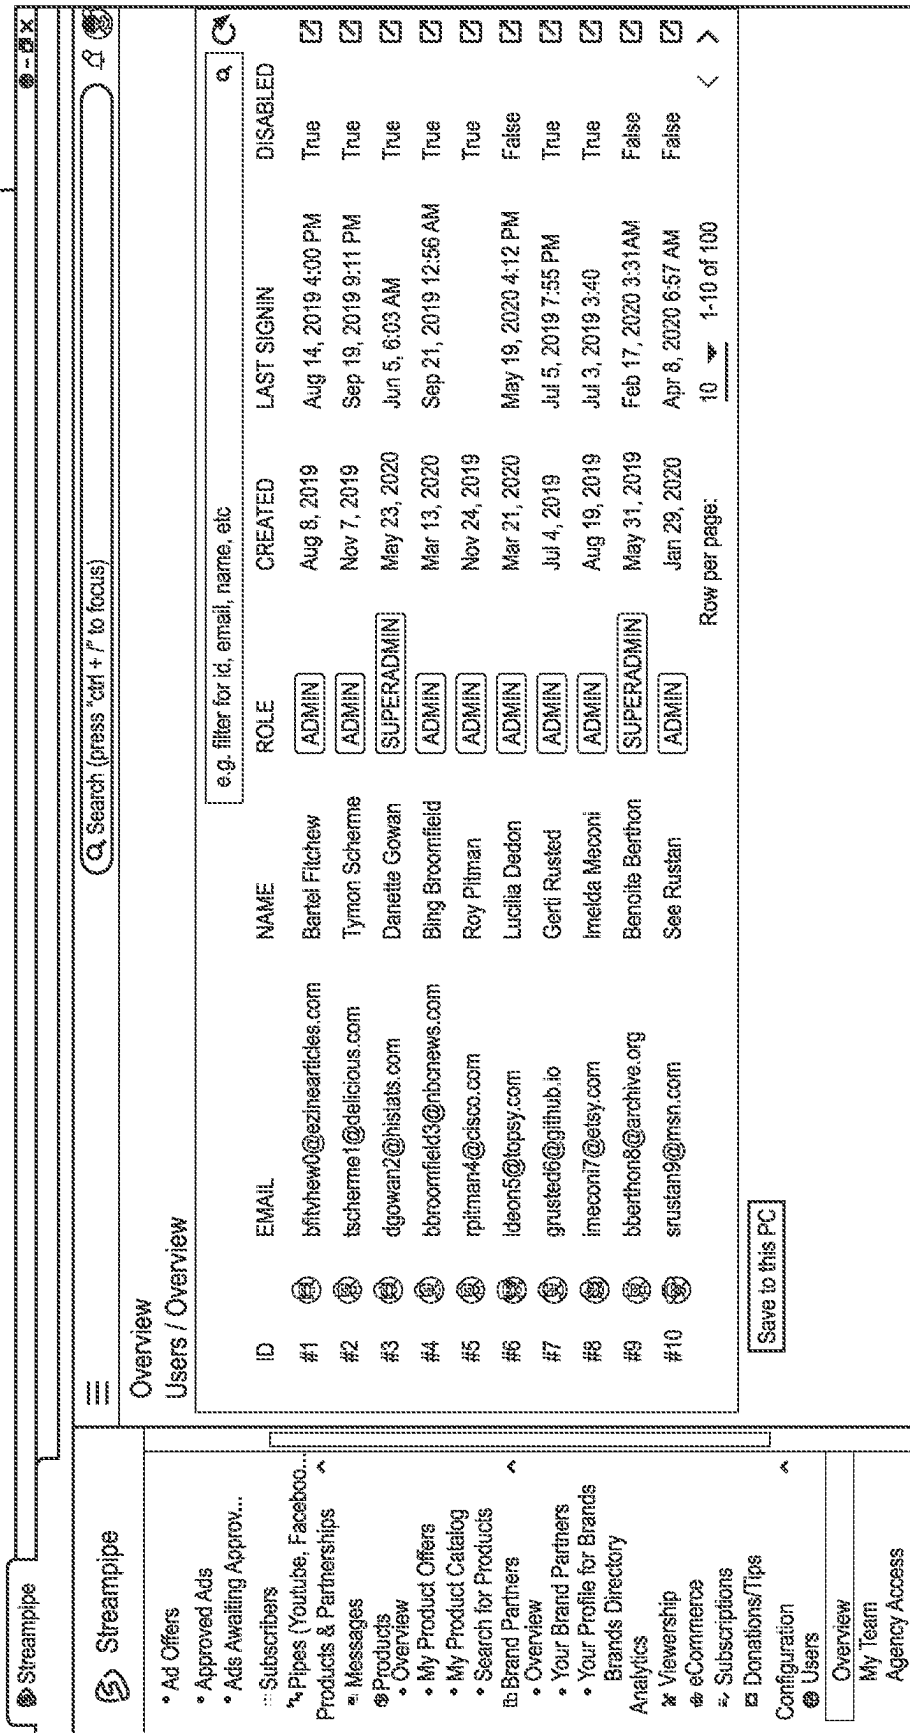 Streampipe
Streampipe
Search (press "ctrl + /" to focus)
• Ad Offers
• Approved Ads
• Ads Awaiting Approv...
Subscribers
Pipes (Youtube, Faceboo...
Products & Partnerships
Messages
Products
• Overview
• My Product Offers
• My Product Catalog
• Search for Products
Brand Partners
• Overview
• Your Brand Partners
• Your Profile for Brands
Brands Directory
Analytics
Viewership
eCommerce
Subscriptions
Donations/Tips
Configuration
Users
Overview
My Team
Agency Access
Overview
Users / Overview
e.g. filter for id, email, name, etc
ID EMAIL NAME ROLE CREATED LAST SIGNIN DISABLED
#1 bfitvhew0@ezinearticles.com Bartel Fitchew ADMIN Aug 8, 2019 Aug 14, 2019 4:00 PM True
#2 tscherme1@delicious.com Tymon Scherme ADMIN Nov 7, 2019 Sep 19, 2019 9:11 PM True
#3 dgowan2@histats.com Danette Gowan SUPERADMIN May 23, 2020 Jun 5, 6:03 AM True
#4 bbroomfield3@nbcnews.com Bing Broomfield ADMIN Mar 13, 2020 Sep 21, 2019 12:56 AM True
#5 rpitman4@cisco.com Roy Pitman ADMIN Nov 24, 2019 True
#6 ideon5@topsy.com Lucilia Dedon ADMIN Mar 21, 2020 May 19, 2020 4:12 PM False
#7 grusted6@github.io Gerti Rusted ADMIN Jul 4, 2019 Jul 5, 2019 7:55 PM True
#8 imeconi7@etsy.com Imelda Meconi ADMIN Aug 19, 2019 Jul 3, 2019 3:40 True
#9 bberthon8@archive.org Benoite Berthon SUPERADMIN May 31, 2019 Feb 17, 2020 3:31AM False
#10 srustan9@msn.com See Rustan ADMIN Jan 29, 2020 Apr 8, 2020 6:57 AM False
Row per page: 10 1-10 of 100
Save to this PC